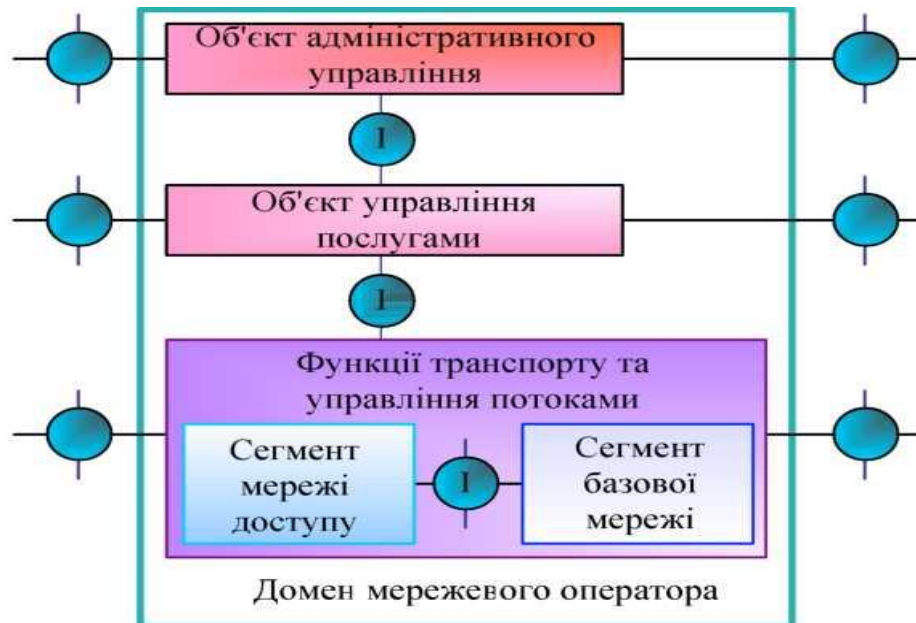 Об'єкт адміністративного
управління
I
Об'єкт управління
послугами
I
Функції транспорту та
управління потоками
Сегмент
мережі
доступу
I
Сегмент
базової
мережі
Домен мережевого оператора